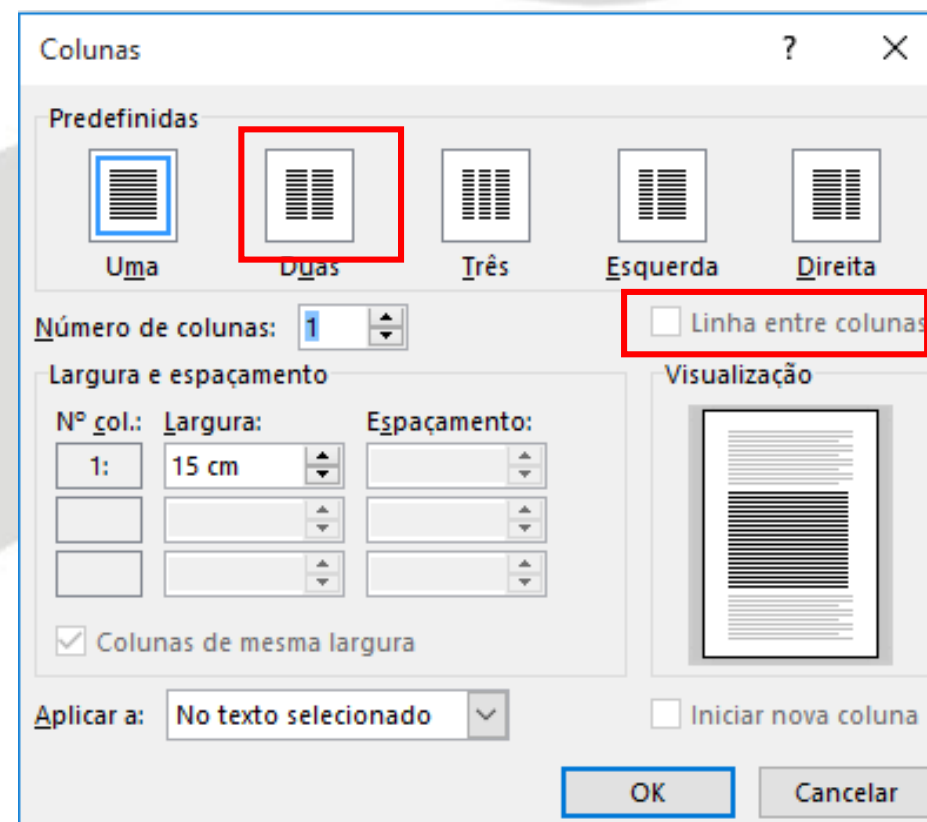 Colunas ?
Predefinidas
Uma Duas Três Esquerda Direita
Número de colunas: 1 Linha entre colunas
Largura e espaçamento Visualização
Nº col.: Largura: Espaçamento:
1: 15 cm
Colunas de mesma largura
Aplicar a: No texto selecionado Iniciar nova coluna
OK Cancelar